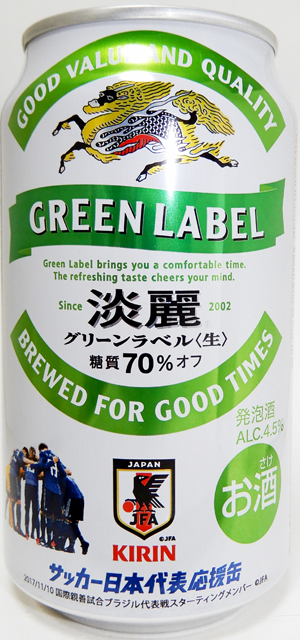 GOOD VALUE AND QUALITY
GREEN LABEL
Green Label brings you a comfortable time.
The refreshing taste cheers your mind.
Since 淡麗 2002
グリーンラベル〈生〉
糖質70%オフ
BREWED FOR GOOD TIMES
発泡酒
ALC.4.5%
さけ
お酒
JAPAN
JFA
©JFA
KIRIN
サッカー日本代表応援缶
2017/11/10 国際親善試合ブラジル代表戦スターティングメンバー ©JFA